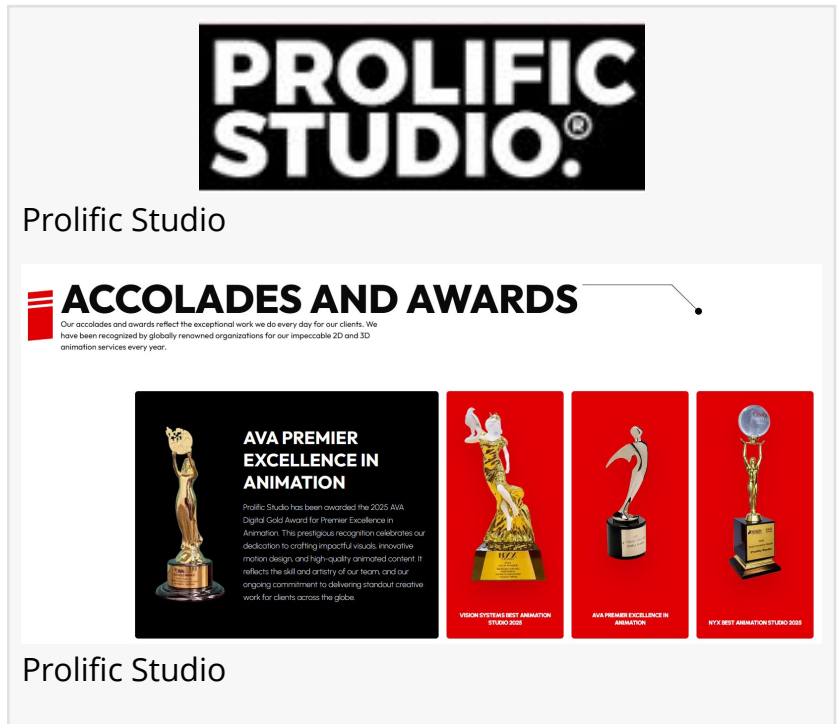 PROLIFIC
STUDIO.®
Prolific Studio
ACCOLADES AND AWARDS
Our accolades and awards reflect the exceptional work we do every day for our clients. We
have been recognized by globally renowned organizations for our impeccable 2D and 3D
animation services every year.
AVA PREMIER
EXCELLENCE IN
ANIMATION
Prolific Studio has been awarded the 2025 AVA
Digital Gold Award for Premier Excellence in
Animation. This prestigious recognition celebrates our
dedication to crafting impactful visuals, innovative
motion design, and high-quality animated content. It
reflects the skill and artistry of our team, and our
ongoing commitment to delivering standout creative
work for clients across the globe.
NYX
VISION SYSTEMS BEST ANIMATION
STUDIO 2025
AVA PREMIER EXCELLENCE IN
ANIMATION
NYX BEST ANIMATION STUDIO 2025
Prolific Studio